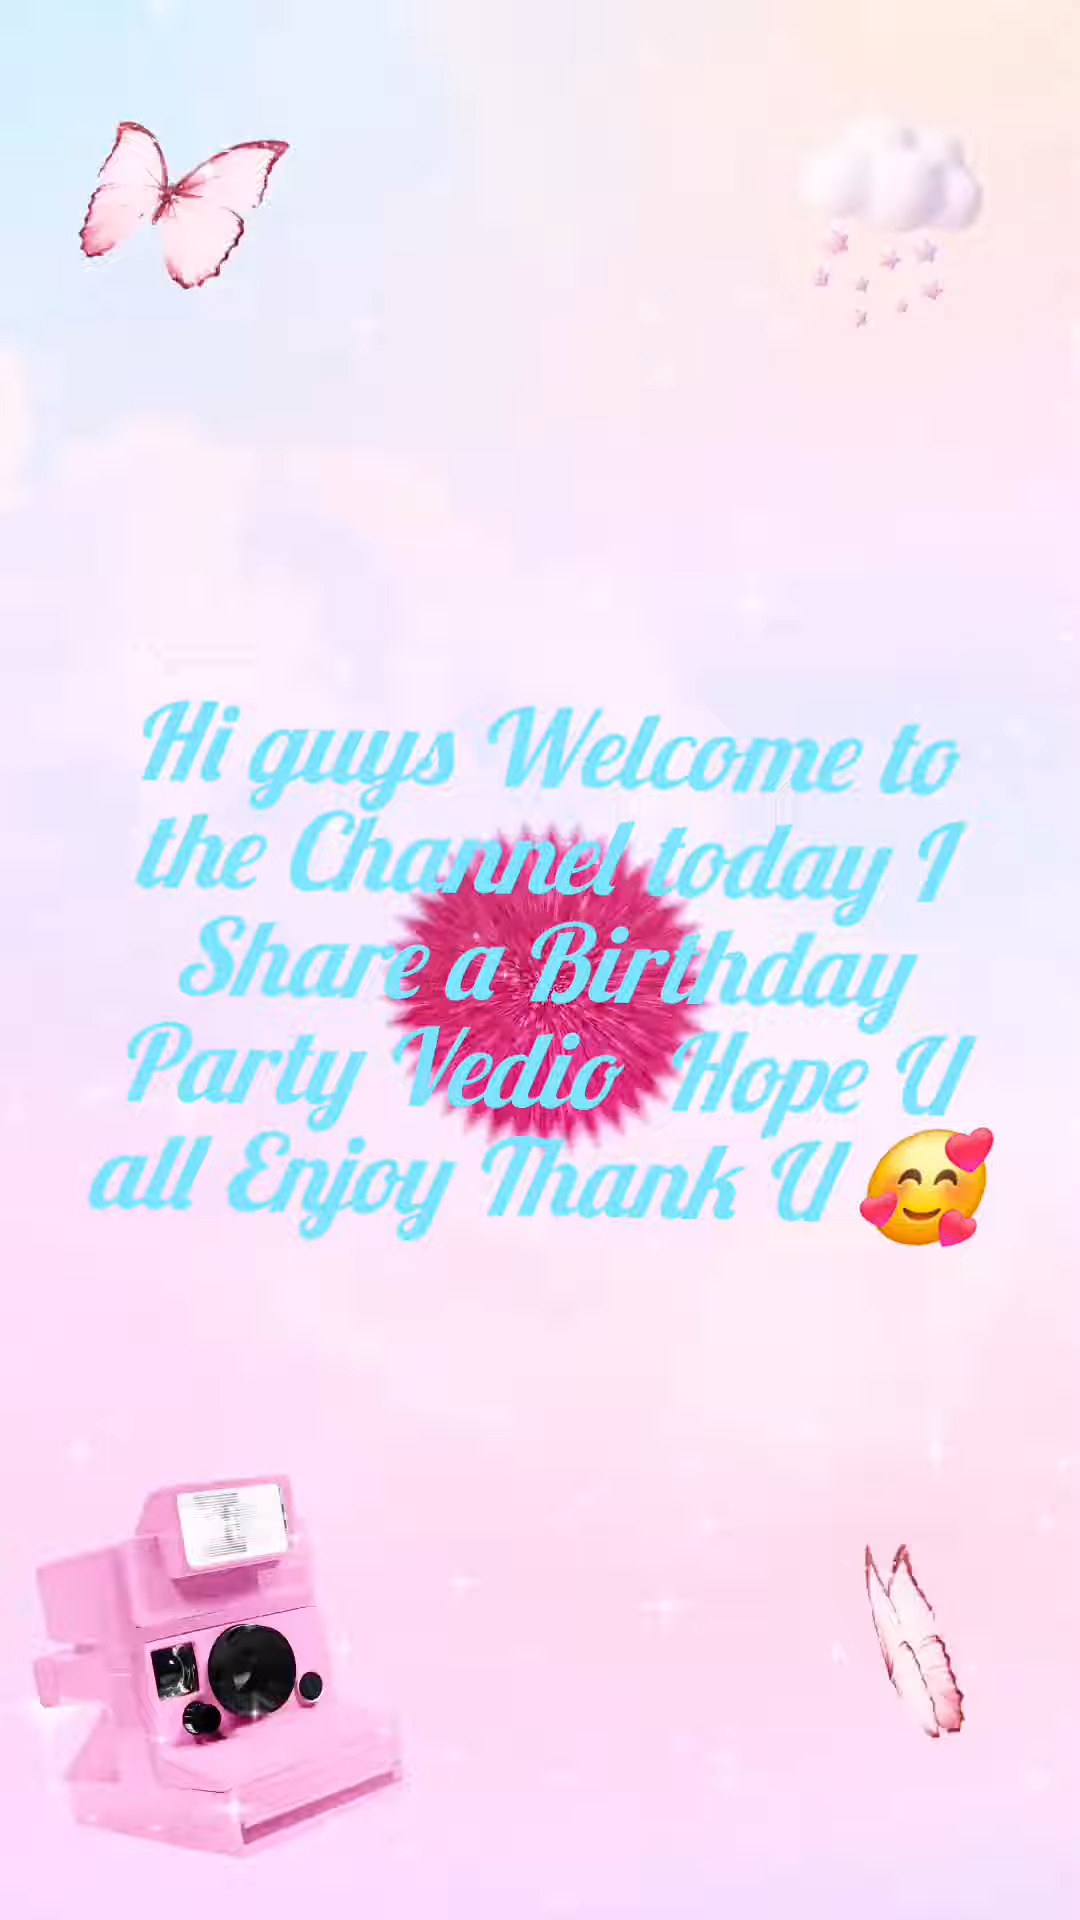 Hi guys Welcome to
the Channel today I
Share a Birthday
Party Vedio Hope U
all Enjoy Thank U 🥰